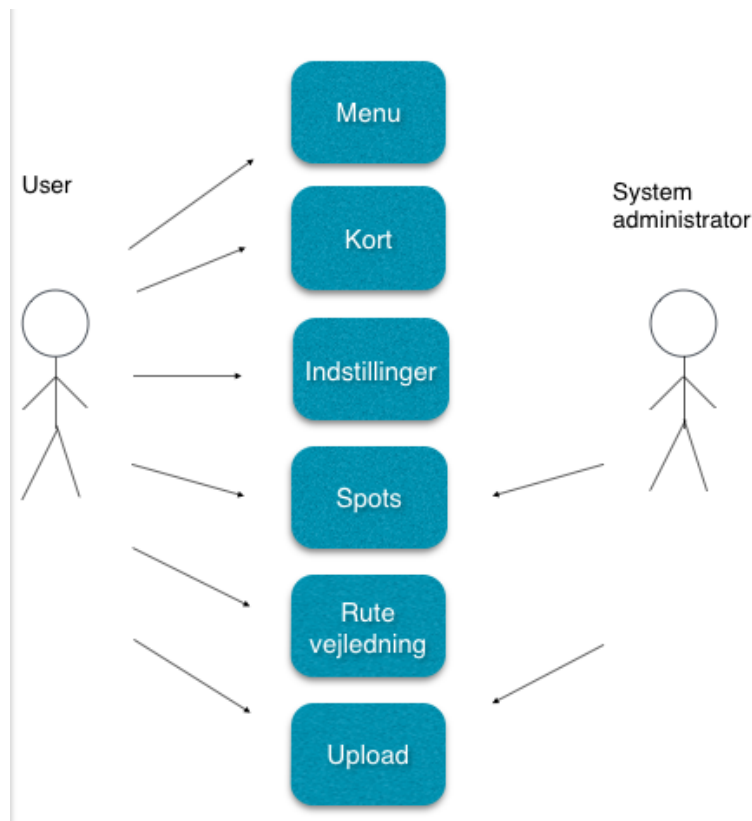 Menu
User
System
administrator
Kort
Indstillinger
Spots
Rute
vejledning
Upload